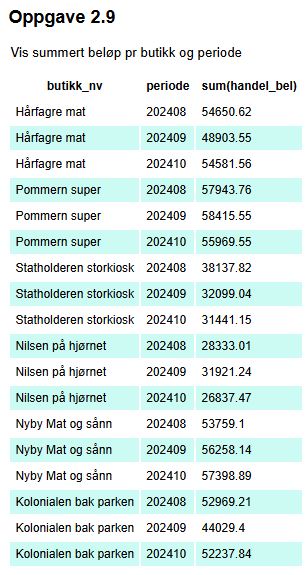 Oppgave 2.9
Vis summert beløp pr butikk og periode
butikk_nv periode sum(handel_bel)
Hårfagre mat 202408 54650.62
Hårfagre mat 202409 48903.55
Hårfagre mat 202410 54581.56
Pommern super 202408 57943.76
Pommern super 202409 58415.55
Pommern super 202410 55969.55
Statholderen storkiosk 202408 38137.82
Statholderen storkiosk 202409 32099.04
Statholderen storkiosk 202410 31441.15
Nilsen på hjørnet 202408 28333.01
Nilsen på hjørnet 202409 31921.24
Nilsen på hjørnet 202410 26837.47
Nyby Mat og sånn 202408 53759.1
Nyby Mat og sånn 202409 56258.14
Nyby Mat og sånn 202410 57398.89
Kolonialen bak parken 202408 52969.21
Kolonialen bak parken 202409 44029.4
Kolonialen bak parken 202410 52237.84